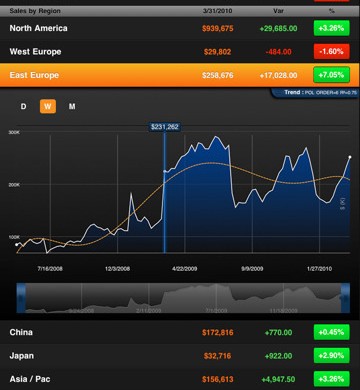 Sales by Region 3/31/2010 Var %
North America $939,675 +29,685.00 +3.26%
West Europe $29,802 -484.00 -1.60%
East Europe $258,676 +17,028.00 +7.05%
Trend : POL ORDER=6 R²=0.75
D W M
$231,262
300K
200K
100K
7/16/2008 12/3/2008 4/22/2009 9/9/2009 1/27/2010
China $172,816 +770.00 +0.45%
Japan $32,716 +922.00 +2.90%
Asia / Pac $156,613 +4,947.50 +3.26%